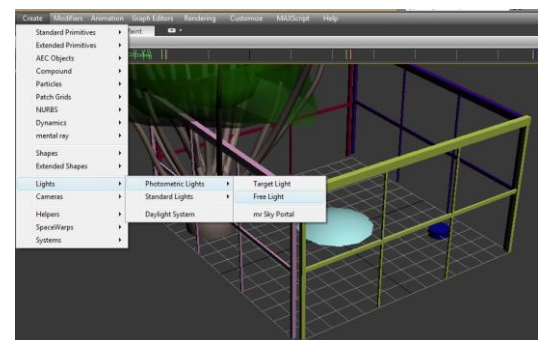 Create Modifiers Animation Graph Editors Rendering Customize MAXScript Help
Standard Primitives
Paint
Extended Primitives
AEC Objects
Compound
Particles
Patch Grids
NURBS
Dynamics
mental ray
Shapes
Extended Shapes
Lights
Photometric Lights
Target Light
Cameras
Standard Lights
Free Light
Helpers
Daylight System
mr Sky Portal
SpaceWarps
Systems